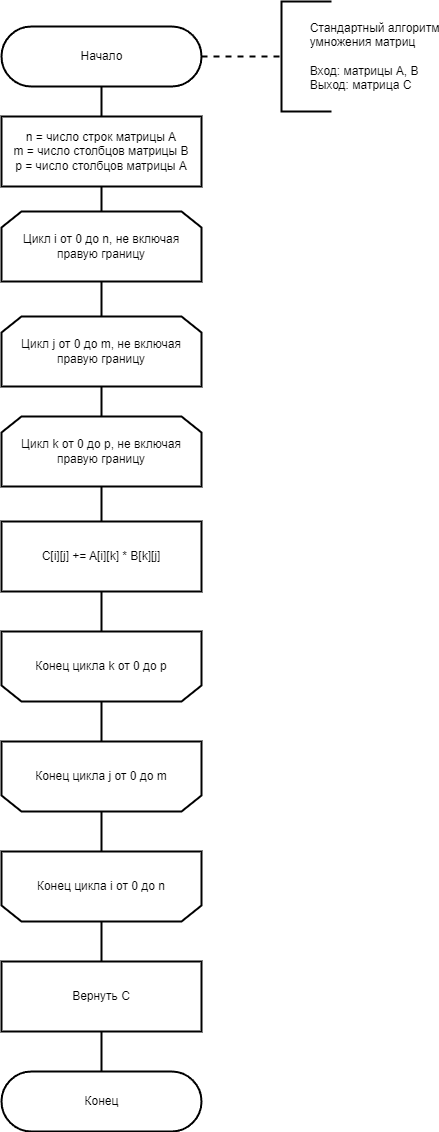 Начало
Стандартный алгоритм
умножения матриц
Вход: матрицы A, B
Выход: матрица C
n = число строк матрицы A
m = число столбцов матрицы B
p = число столбцов матрицы A
Цикл i от 0 до n, не включая
правую границу
Цикл j от 0 до m, не включая
правую границу
Цикл k от 0 до p, не включая
правую границу
C[i][j] += A[i][k] * B[k][j]
Конец цикла k от 0 до p
Конец цикла j от 0 до m
Конец цикла i от 0 до n
Вернуть C
Конец